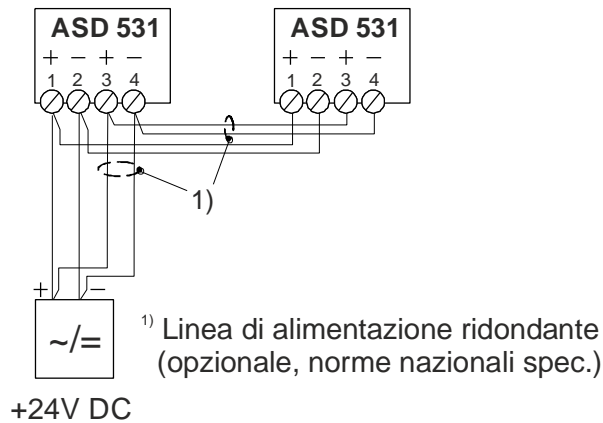 ASD 531 ASD 531
+ − + − + − + −
1 2 3 4 1 2 3 4
1)
+ −
~/=
1) Linea di alimentazione ridondante
(opzionale, norme nazionali spec.)
+24V DC